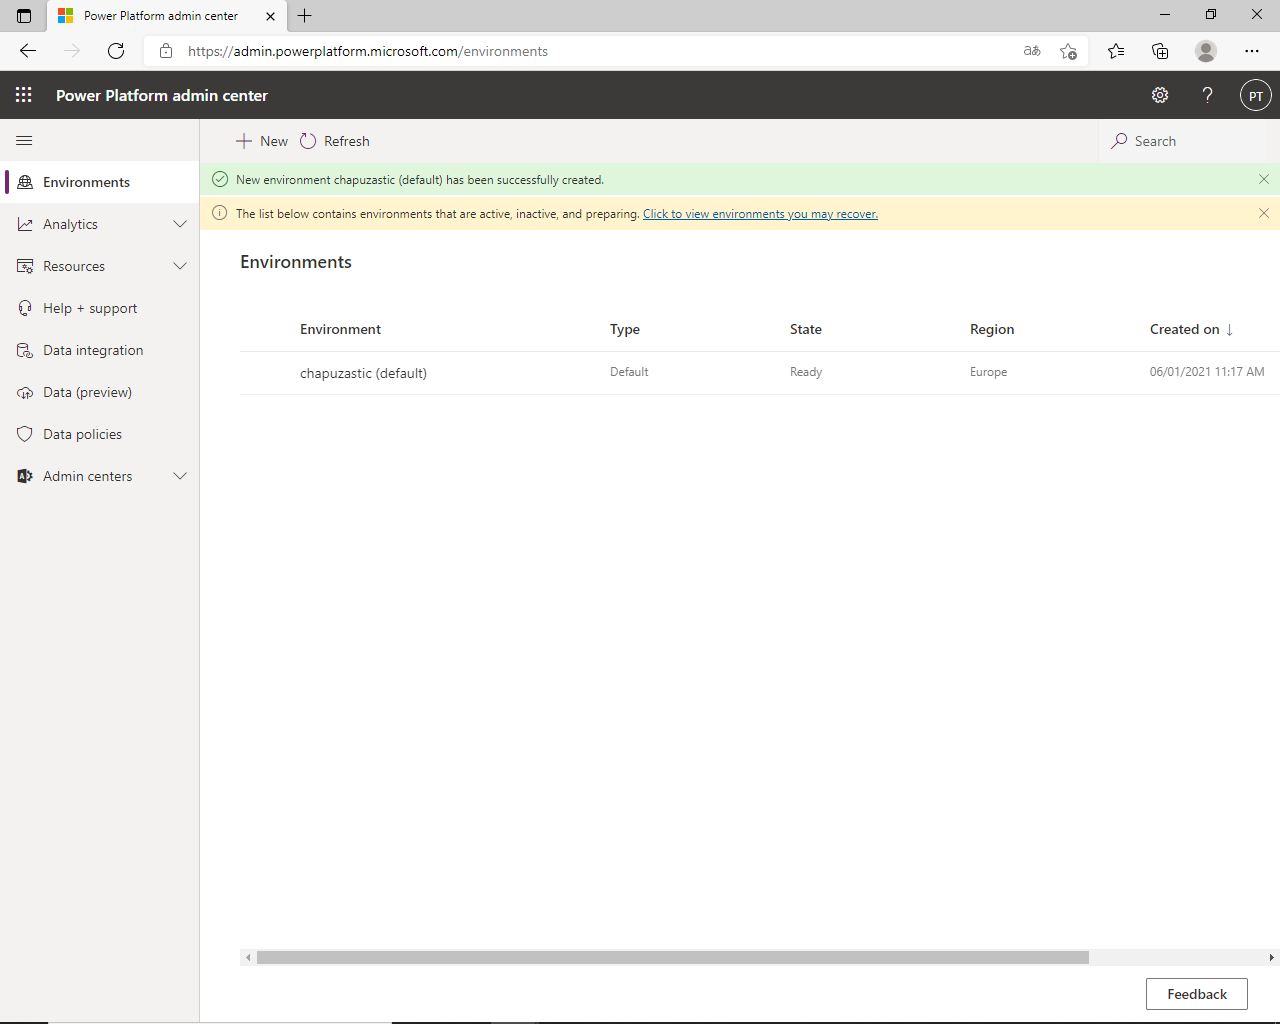 Power Platform admin center
https://admin.powerplatform.microsoft.com/environments
aあ
Power Platform admin center
?
PT
New
Refresh
Search
New environment chapuzastic (default) has been successfully created.
The list below contains environments that are active, inactive, and preparing. Click to view environments you may recover.
Environments
Analytics
Resources
Help + support
Data integration
Data (preview)
Data policies
Admin centers
Environments
Environment Type State Region Created on ↓
chapuzastic (default) Default Ready Europe 06/01/2021 11:17 AM
Feedback